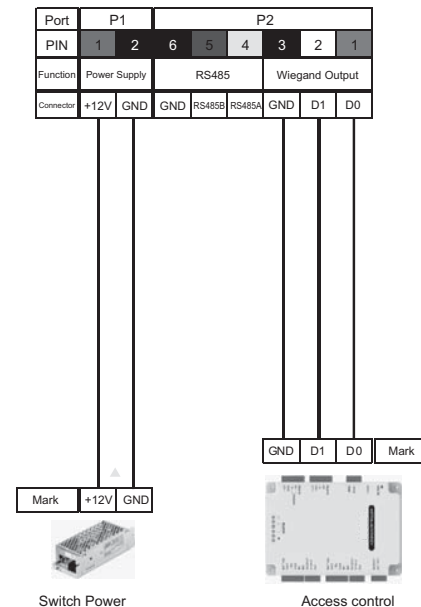 Port P1 P2
PIN 1 2 6 5 4 3 2 1
Function Power Supply RS485 Wiegand Output
Connector +12V GND GND RS485B RS485A GND D1 D0
GND D1 D0 Mark
Mark +12V GND
Switch Power
Access control